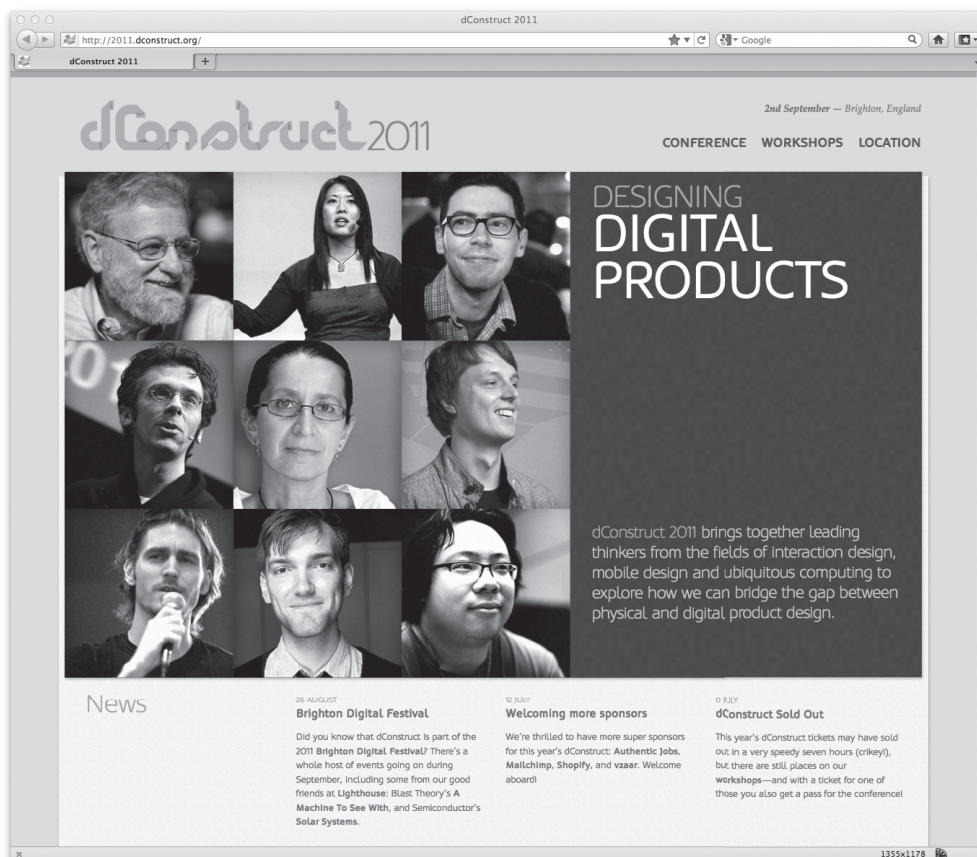 dConstruct 2011
http://2011.dconstruct.org/
Google
dConstruct 2011
dConstruct 2011
2nd September — Brighton, England
CONFERENCE WORKSHOPS LOCATION
DESIGNING
DIGITAL
PRODUCTS
dConstruct 2011 brings together leading
thinkers from the fields of interaction design,
mobile design and ubiquitous computing to
explore how we can bridge the gap between
physical and digital product design.
News
26 AUGUST
Brighton Digital Festival
Did you know that dConstruct is part of the
2011 Brighton Digital Festival? There's a
whole host of events going on during
September, including some from our good
friends at Lighthouse: Blast Theory's A
Machine To See With, and Semiconductor's
Solar Systems.
12 JULY
Welcoming more sponsors
We're thrilled to have more super sponsors
for this year's dConstruct: Authentic Jobs,
Mailchimp, Shopify, and vzaar. Welcome
aboard!
JULY
dConstruct Sold Out
This year's dConstruct tickets may have sold
out in a very speedy seven hours (crikey!),
but there are still places on our
workshops—and with a ticket for one of
those you also get a pass for the conference!
1355x1178